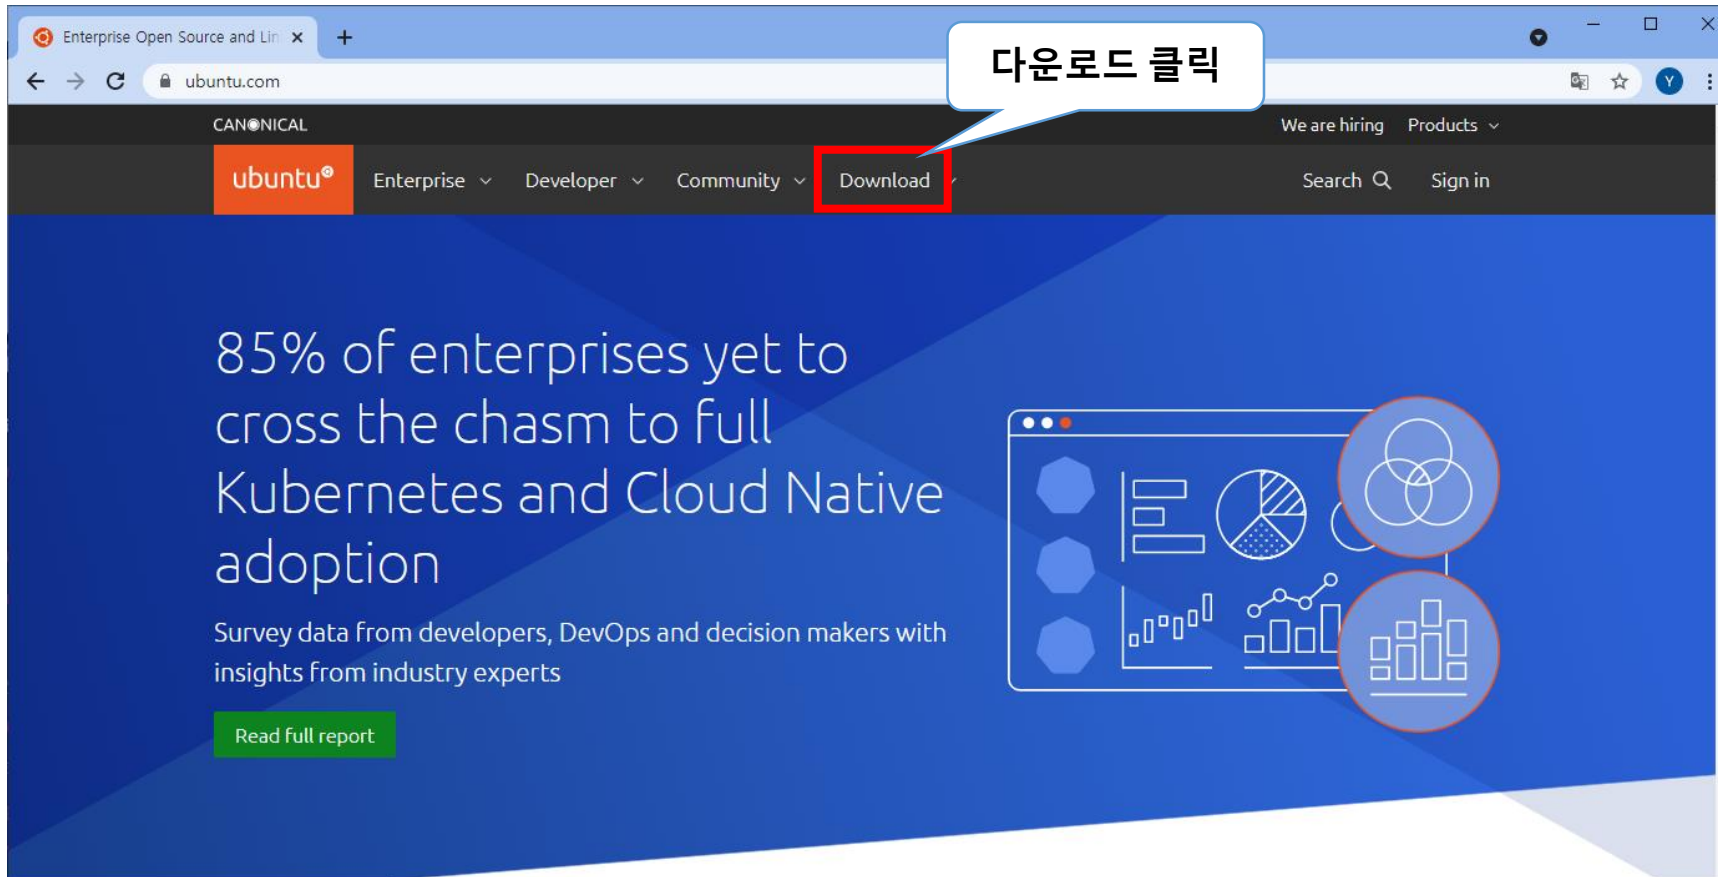 Enterprise Open Source and Lin
다운로드 클릭
ubuntu.com
Y
CANONICAL
We are hiring Products
ubuntu
Enterprise Developer Community Download
Search Sign in
85% of enterprises yet to
cross the chasm to full
Kubernetes and Cloud Native
adoption
Survey data from developers, DevOps and decision makers with
insights from industry experts
Read full report